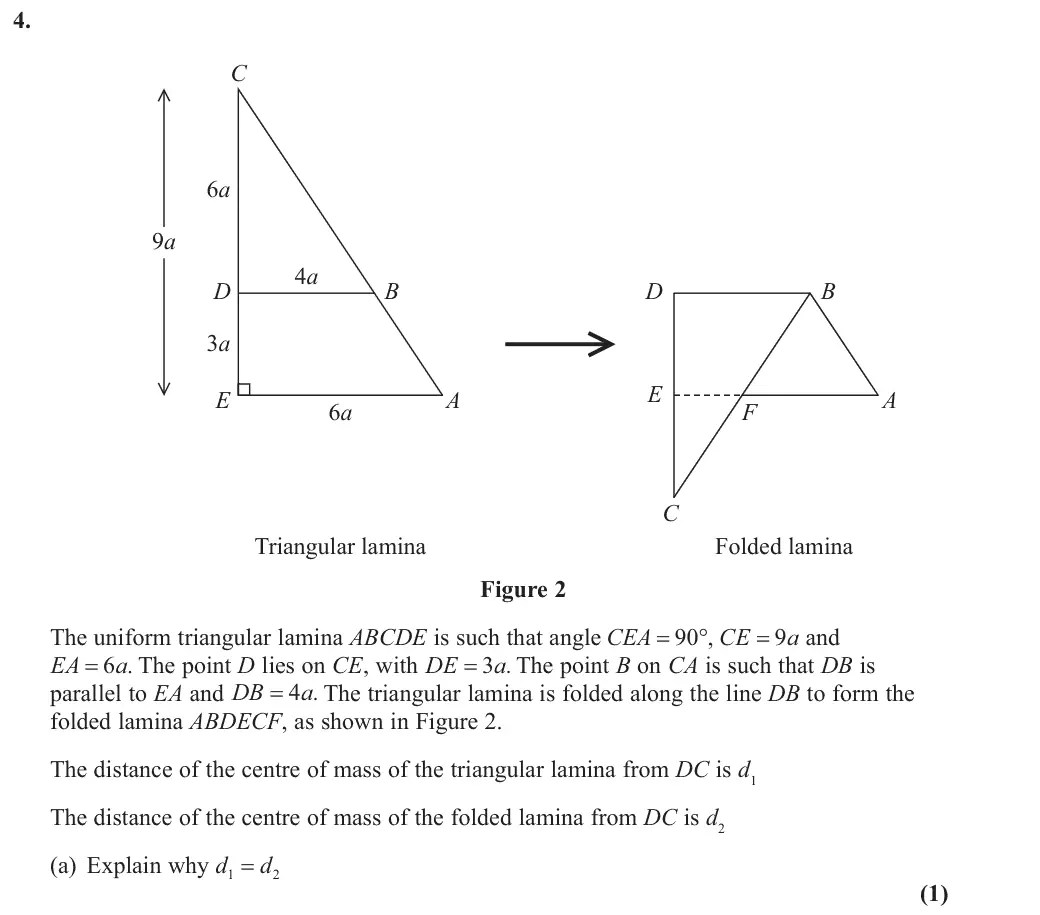 4.
C
6a
9a
4a
D
B
D
B
3a
E
A
E
F
A
6a
C
Triangular lamina
Folded lamina
Figure 2
The uniform triangular lamina ABCDE is such that angle CEA = 90°, CE = 9a and
EA = 6a. The point D lies on CE, with DE = 3a. The point B on CA is such that DB is
parallel to EA and DB = 4a. The triangular lamina is folded along the line DB to form the
folded lamina ABDECF, as shown in Figure 2.
The distance of the centre of mass of the triangular lamina from DC is d₁
The distance of the centre of mass of the folded lamina from DC is d₂
(a) Explain why d₁ = d₂
(1)